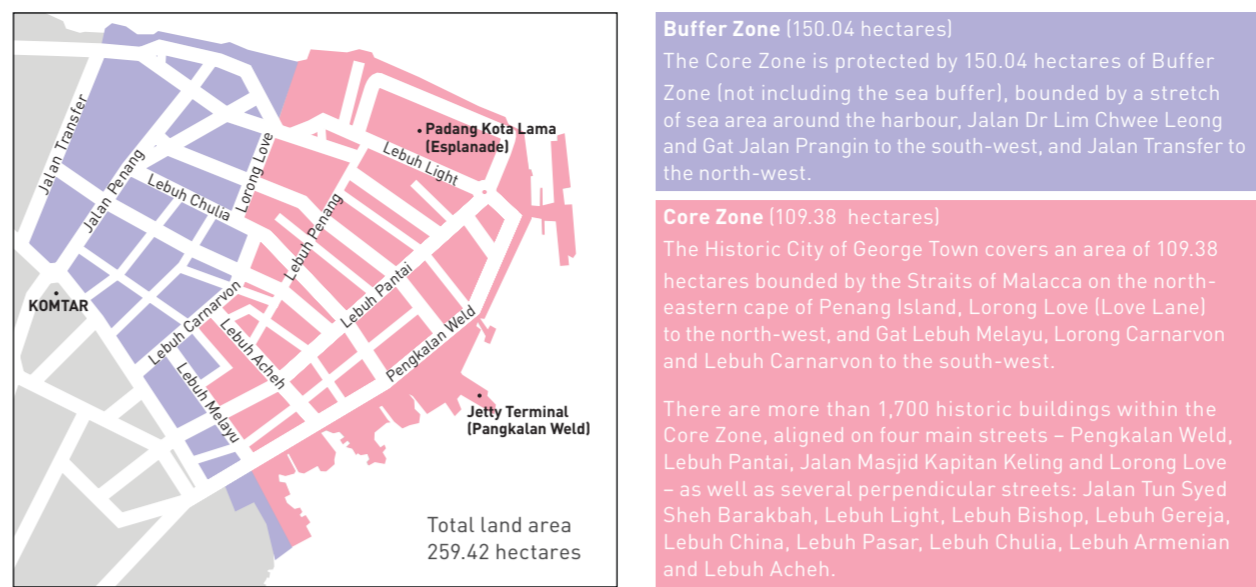 Jalan Transfer
Jalan Penang
Lebuh Chulia
Lorong Love
• Padang Kota Lama
(Esplanade)
Lebuh Light
Lebuh Penang
KOMTAR
Lebuh Carnarvon
Lebuh Pantai
Lebuh Acheh
Pengkalan Weld
Lebuh Melayu
Jetty Terminal
(Pangkalan Weld)
Total land area
259.42 hectares
Buffer Zone (150.04 hectares)
The Core Zone is protected by 150.04 hectares of Buffer
Zone (not including the sea buffer), bounded by a stretch
of sea area around the harbour, Jalan Dr Lim Chwee Leong
and Gat Jalan Prangin to the south-west, and Jalan Transfer to
the north-west.
Core Zone (109.38 hectares)
The Historic City of George Town covers an area of 109.38
hectares bounded by the Straits of Malacca on the north-
eastern cape of Penang Island, Lorong Love (Love Lane)
to the north-west, and Gat Lebuh Melayu, Lorong Carnarvon
and Lebuh Carnarvon to the south-west.
There are more than 1,700 historic buildings within the
Core Zone, aligned on four main streets – Pengkalan Weld,
Lebuh Pantai, Jalan Masjid Kapitan Keling and Lorong Love
– as well as several perpendicular streets: Jalan Tun Syed
Sheh Barakbah, Lebuh Light, Lebuh Bishop, Lebuh Gereja,
Lebuh China, Lebuh Pasar, Lebuh Chulia, Lebuh Armenian
and Lebuh Acheh.